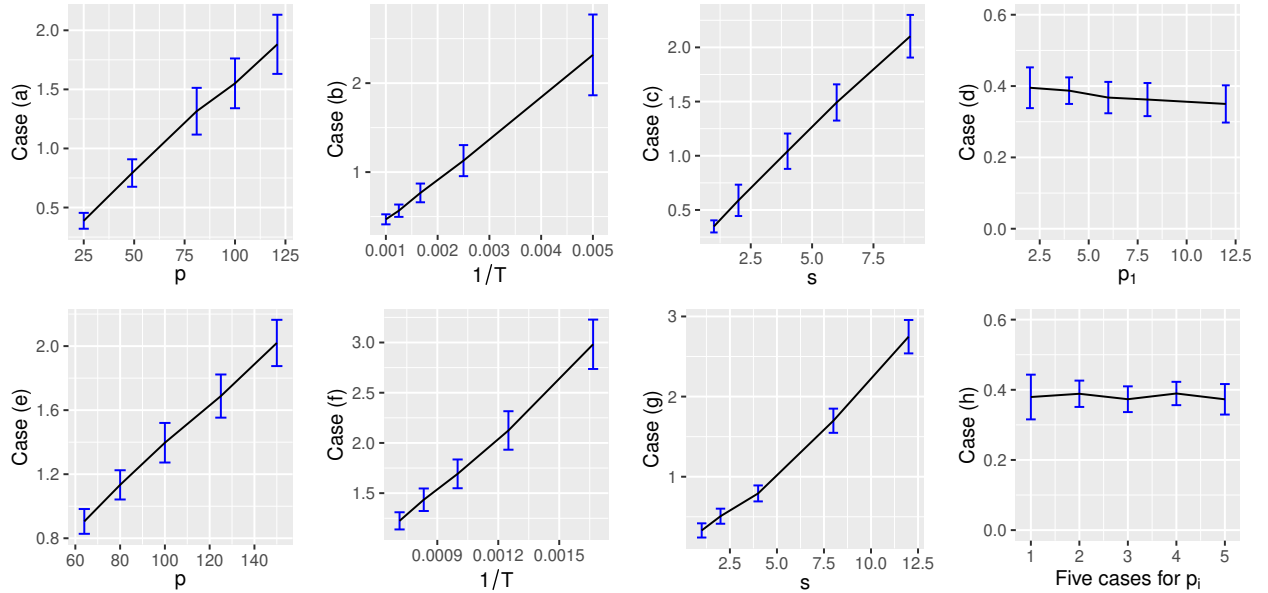 Case (a)
2.0
1.5
1.0
0.5
25 50 75 100 125
p
Case (b)
2
1
0.001 0.002 0.003 0.004 0.005
1/T
Case (c)
2.0
1.5
1.0
0.5
2.5 5.0 7.5
s
Case (d)
0.6
0.4
0.2
0.0
2.5 5.0 7.5 10.0 12.5
p1
Case (e)
2.0
1.6
1.2
0.8
60 80 100 120 140
p
Case (f)
3.0
2.5
2.0
1.5
0.0009 0.0012 0.0015
1/T
Case (g)
3
2
1
2.5 5.0 7.5 10.0 12.5
s
Case (h)
0.6
0.4
0.2
0.0
1 2 3 4 5
Five cases for pi